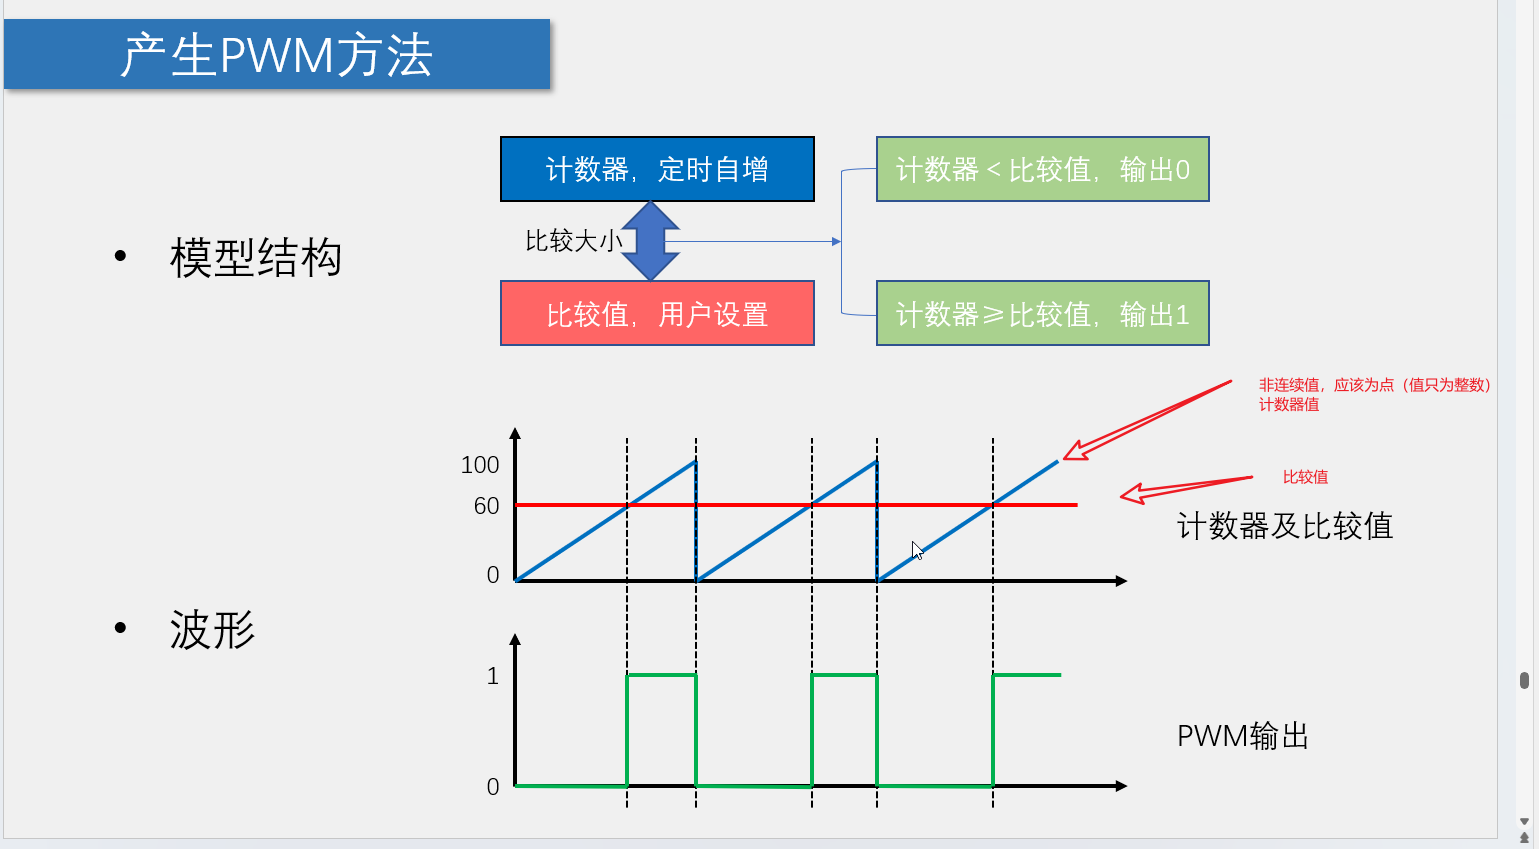 产生PWM方法
计数器，定时自增
计数器＜比较值，输出0
比较大小
• 模型结构
比较值，用户设置
计数器≥比较值，输出1
非连续值，应该为点（值只为整数）
计数器值
100
比较值
60
计数器及比较值
0
• 波形
1
PWM输出
0